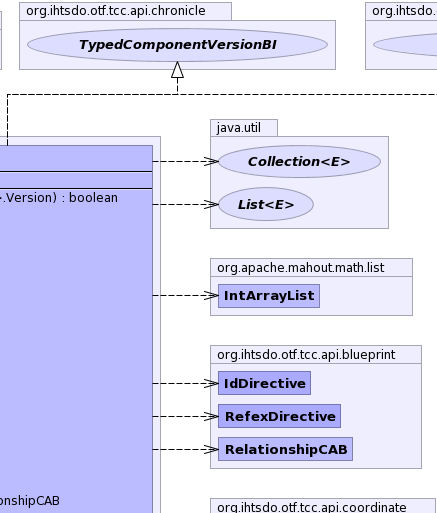 org.ihtsdo.otf.tcc.api.chronicle
TypedComponentVersionBI
org.ihtsdo.
java.util
Collection<E>
List<E>
.Version) : boolean
org.apache.mahout.math.list
IntArrayList
org.ihtsdo.otf.tcc.api.blueprint
IdDirective
RefexDirective
RelationshipCAB
onshipCAB
org.ihtsdo.otf.tcc.api.coordinate